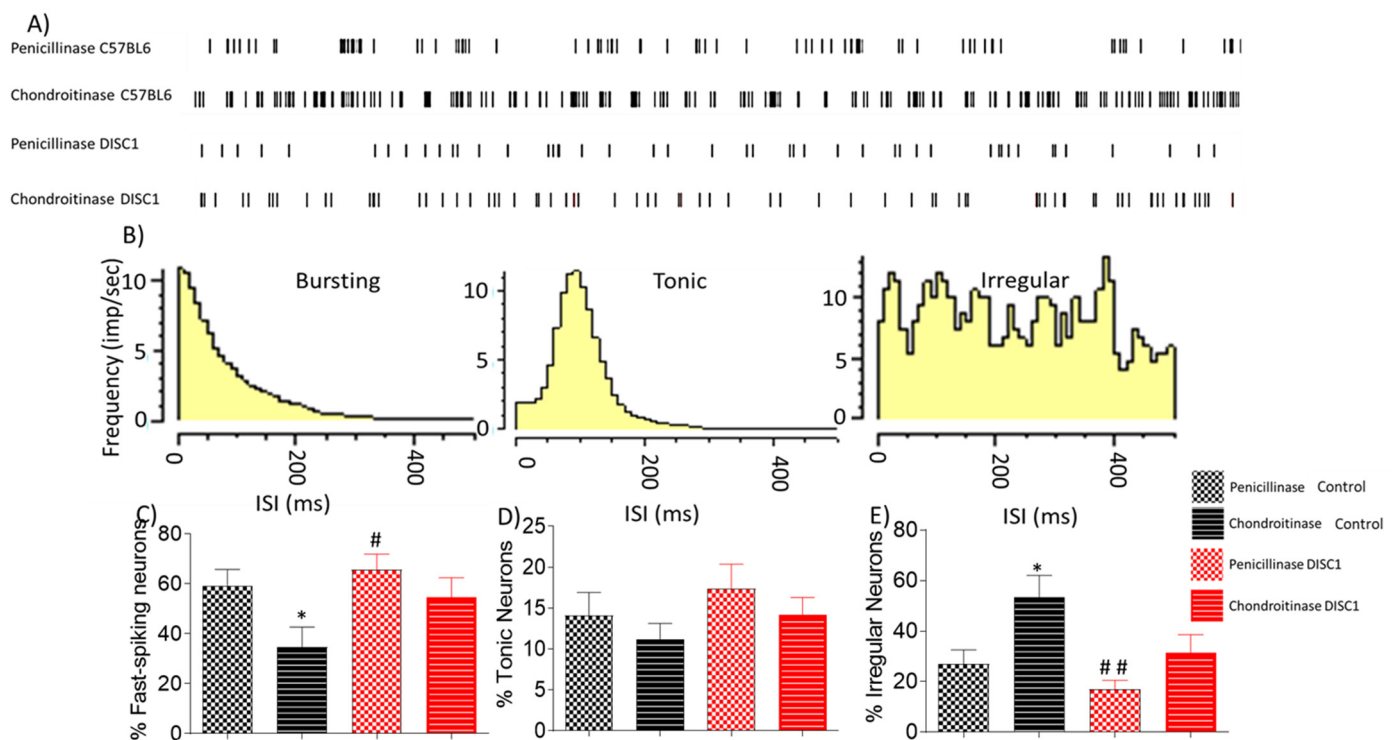 A)
Penicillinase C57BL6
Chondroitinase C57BL6
Penicillinase DISC1
Chondroitinase DISC1
B)
Frequency (imp/sec)
Bursting
10
5
0
0
200
400
ISI (ms)
Tonic
10
5
0
0
200
400
ISI (ms)
Irregular
10
5
0
0
200
400
ISI (ms)
C)
% Fast-spiking neurons
80
60
40
20
0
*
#
D)
% Tonic Neurons
25
20
15
10
5
0
E)
% Irregular Neurons
80
60
40
20
0
*
# #
Penicillinase Control
Chondroitinase Control
Penicillinase DISC1
Chondroitinase DISC1